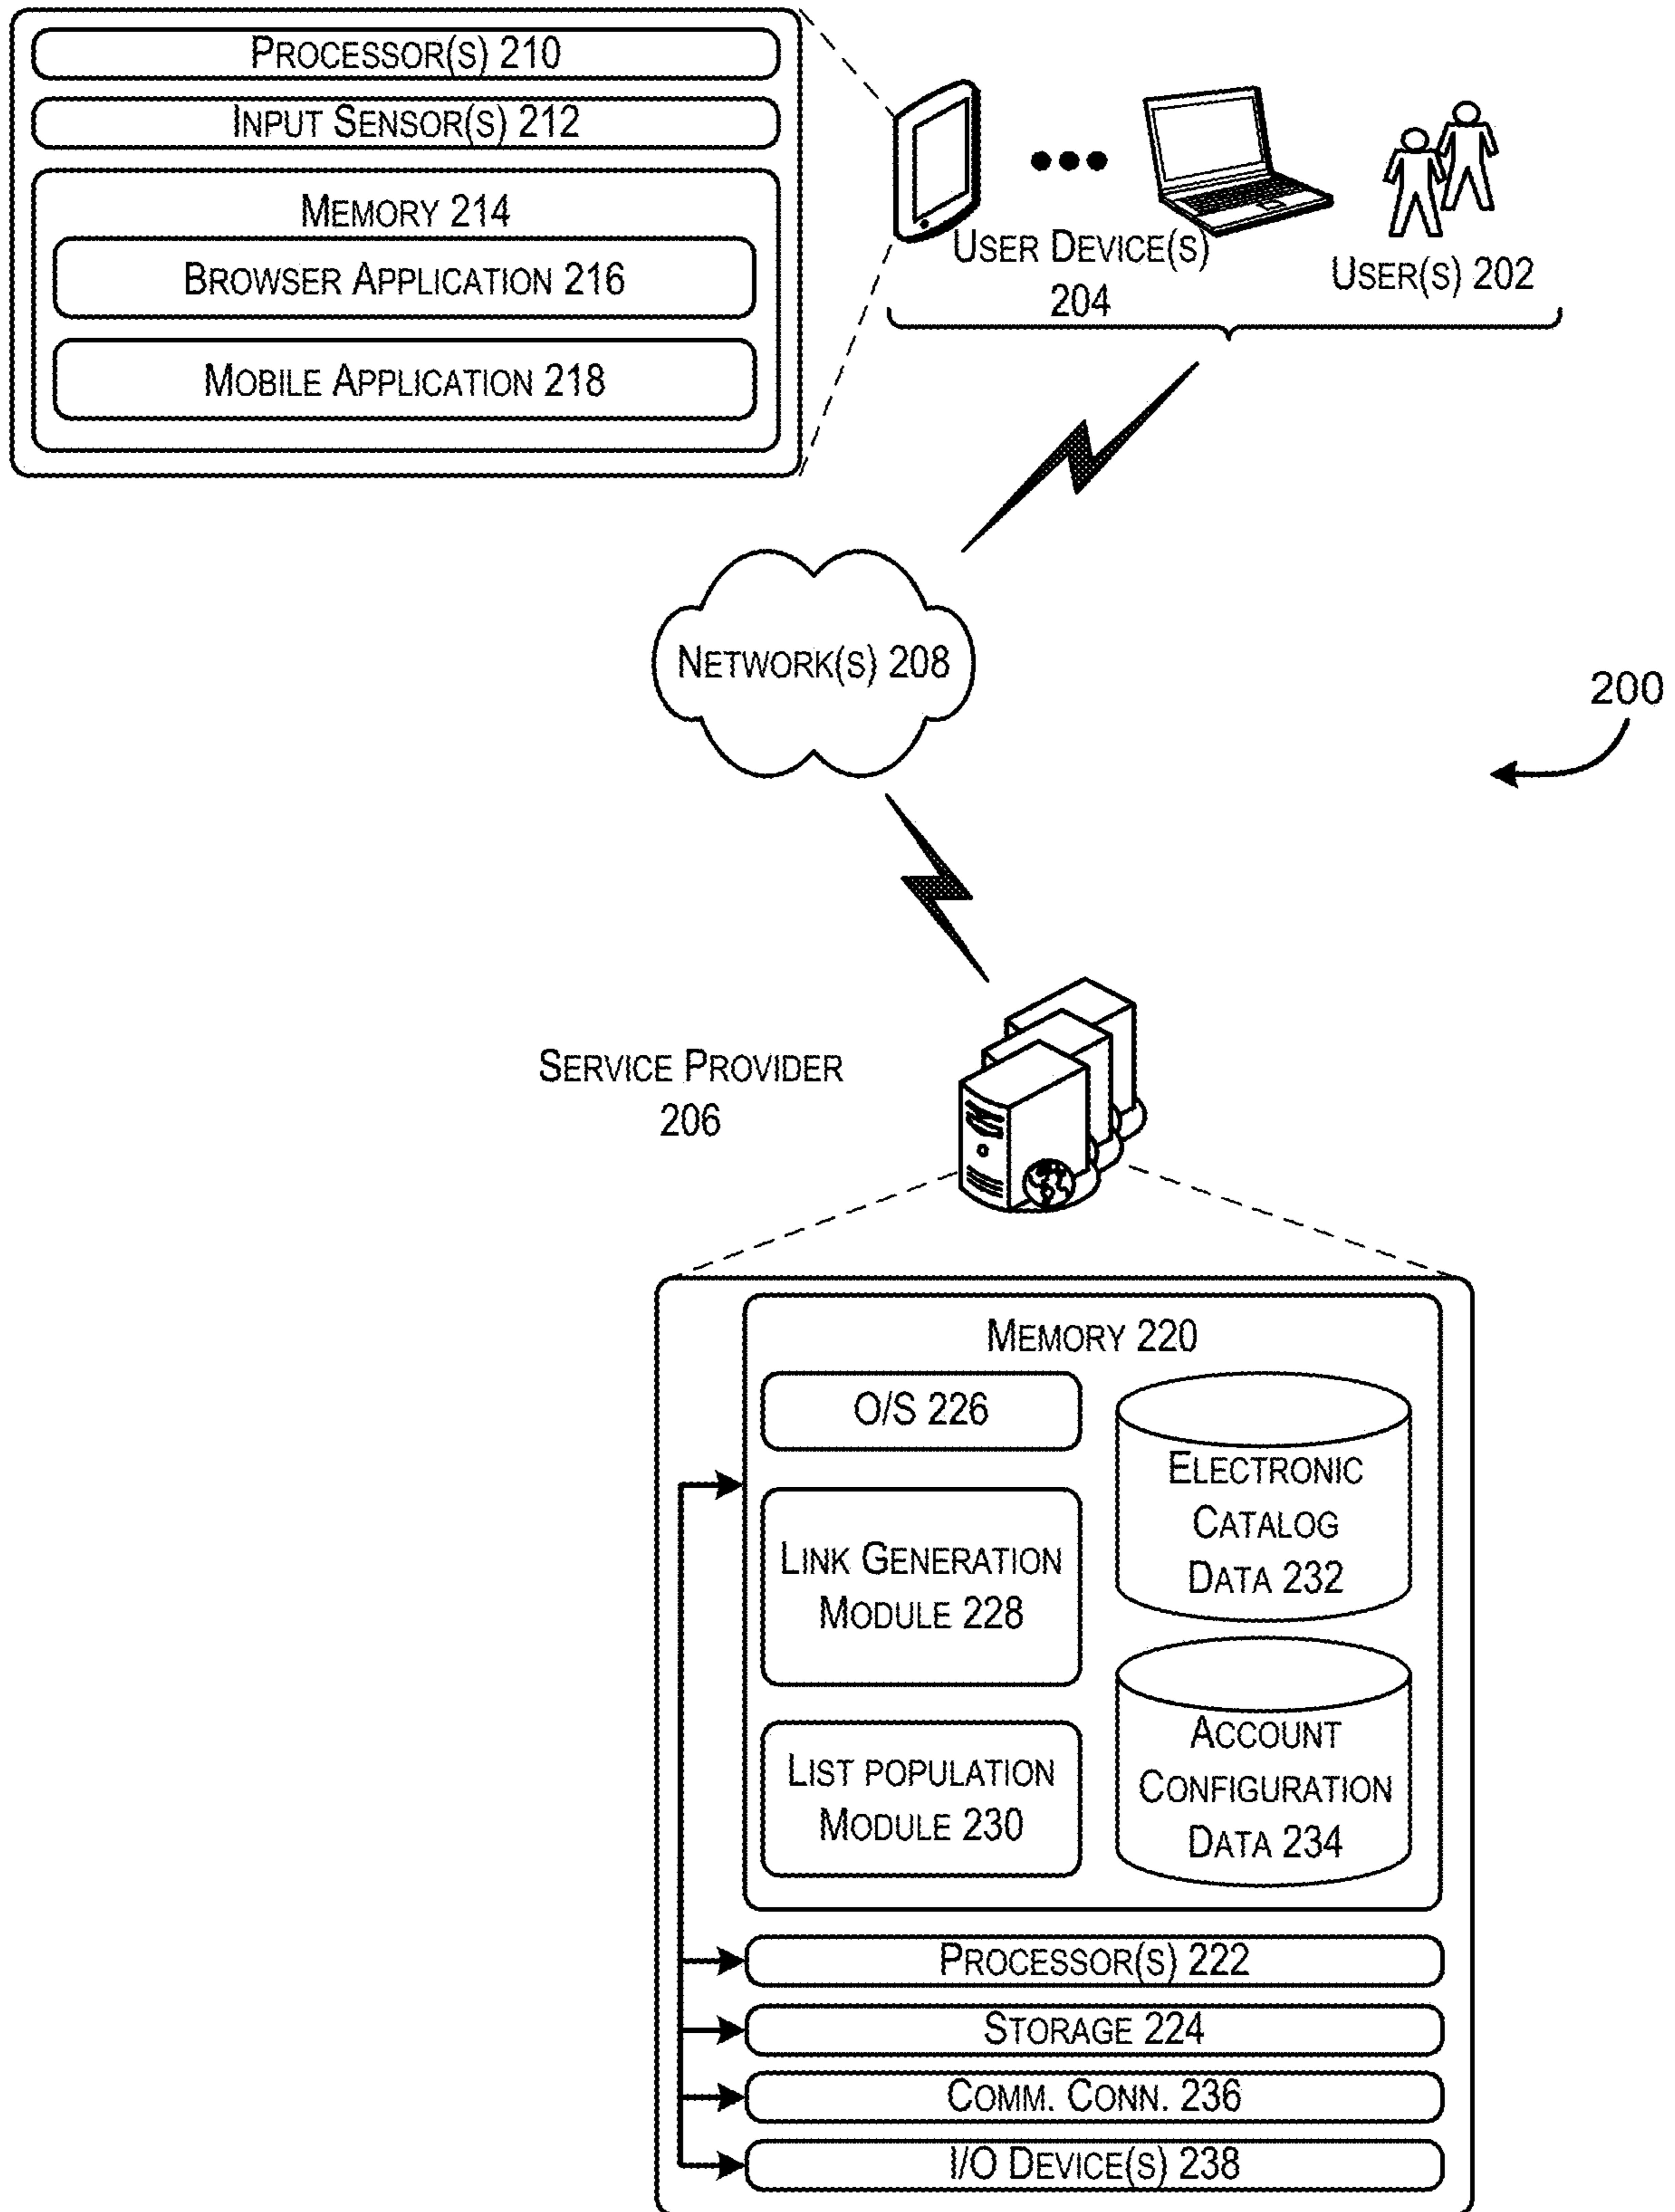 PROCESSOR(S) 210
INPUT SENSOR(S) 212
MEMORY 214
BROWSER APPLICATION 216
MOBILE APPLICATION 218
USER DEVICE(S)
204
USER(S) 202
NETWORK(S) 208
200
SERVICE PROVIDER
206
MEMORY 220
O/S 226
LINK GENERATION
MODULE 228
LIST POPULATION
MODULE 230
ELECTRONIC
CATALOG
DATA 232
ACCOUNT
CONFIGURATION
DATA 234
PROCESSOR(S) 222
STORAGE 224
COMM. CONN. 236
I/O DEVICE(S) 238